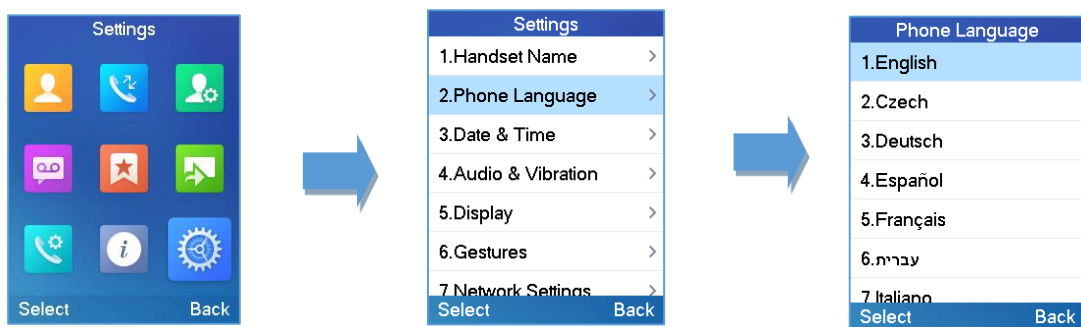 Settings
Select Back
Settings
1.Handset Name
2.Phone Language
3.Date & Time
4.Audio & Vibration
5.Display
6.Gestures
7.Network Settings
Select Back
Phone Language
1.English
2.Czech
3.Deutsch
4.Español
5.Français
6.עברית
7.Italiano
Select Back